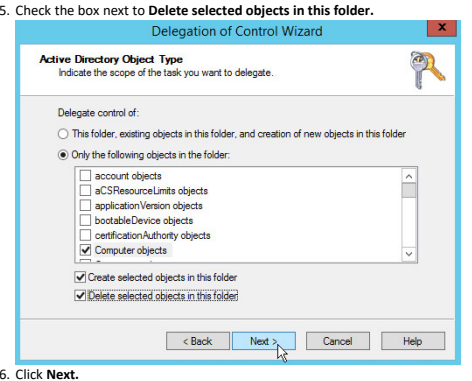 5. Check the box next to Delete selected objects in this folder.
Delegation of Control Wizard
x
Active Directory Object Type
Indicate the scope of the task you want to delegate.
Delegate control of:
This folder, existing objects in this folder, and creation of new objects in this folder
Only the following objects in the folder:
account objects
aCSResourceLimits objects
applicationVersion objects
bootableDevice objects
certificationAuthority objects
Computer objects
Create selected objects in this folder
Delete selected objects in this folder
< Back
Next >
Cancel
Help
6. Click Next.